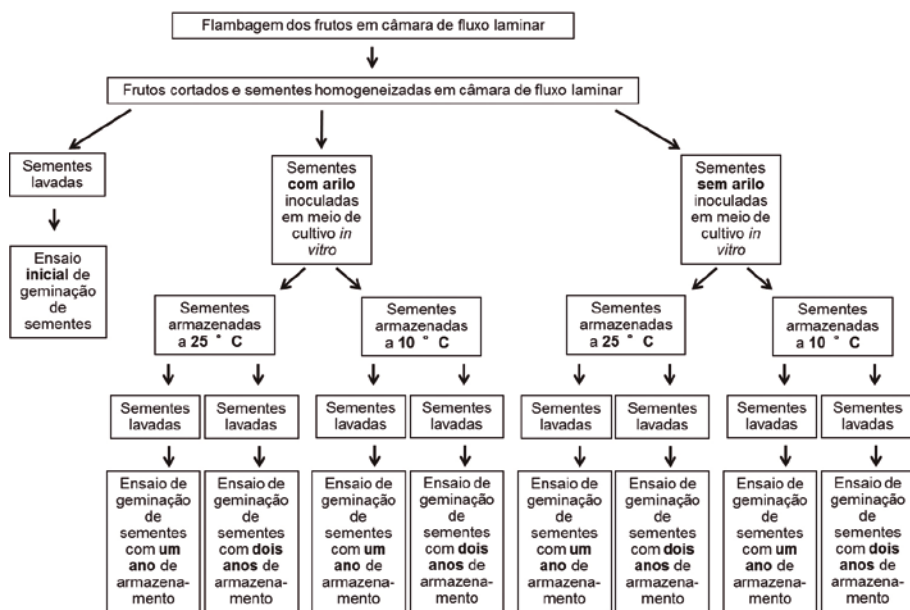 Flambagem dos frutos em câmara de fluxo laminar
Frutos cortados e sementes homogeneizadas em câmara de fluxo laminar
Sementes
lavadas
Ensaio
inicial de
geminação
de
sementes
Sementes
com arilo
inoculadas
em meio de
cultivo in
vitro
Sementes
sem arilo
inoculadas
em meio de
cultivo in
vitro
Sementes
armazenadas
a 25 ° C
Sementes
armazenadas
a 10 ° C
Sementes
armazenadas
a 25 ° C
Sementes
armazenadas
a 10 ° C
Sementes
lavadas
Sementes
lavadas
Sementes
lavadas
Sementes
lavadas
Sementes
lavadas
Sementes
lavadas
Sementes
lavadas
Sementes
lavadas
Ensaio de
geminação
de
sementes
com um
ano de
armazena-
mento
Ensaio de
geminação
de
sementes
com dois
anos de
armazena-
mento
Ensaio de
geminação
de
sementes
com um
ano de
armazena-
mento
Ensaio de
geminação
de
sementes
com dois
anos de
armazena-
mento
Ensaio de
geminação
de
sementes
com um
ano de
armazena-
mento
Ensaio de
geminação
de
sementes
com dois
anos de
armazena-
mento
Ensaio de
geminação
de
sementes
com um
ano de
armazena-
mento
Ensaio de
geminação
de
sementes
com dois
anos de
armazena-
mento